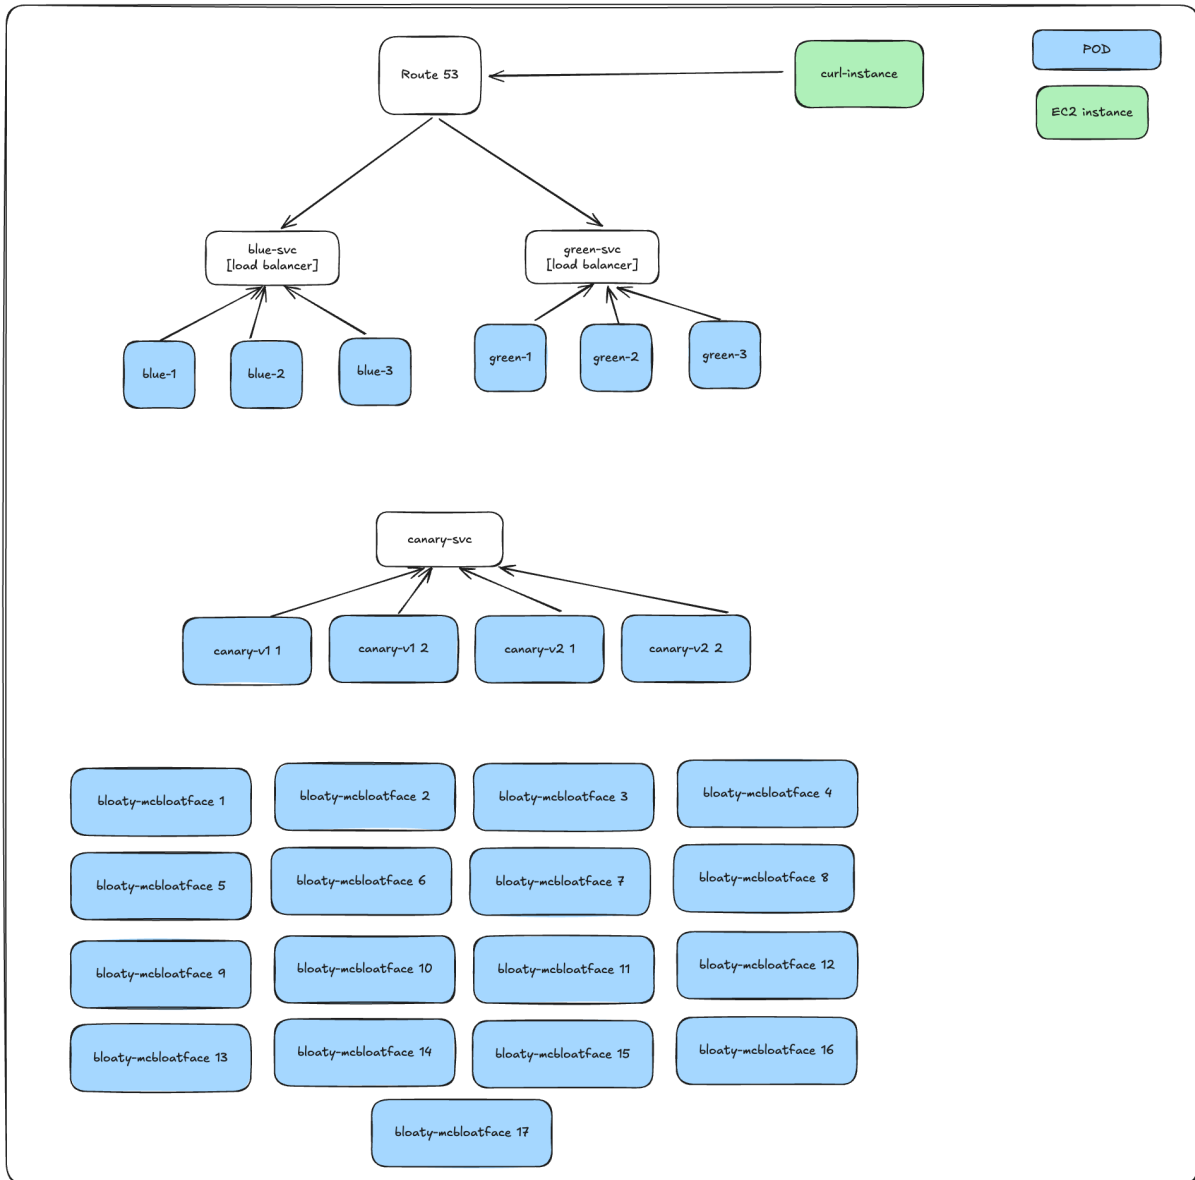 Route 53
curl-instance
POD
EC2 instance
blue-svc
[load balancer]
green-svc
[load balancer]
blue-1
blue-2
blue-3
green-1
green-2
green-3
canary-svc
canary-v1 1
canary-v1 2
canary-v2 1
canary-v2 2
bloaty-mcbloatface 1
bloaty-mcbloatface 2
bloaty-mcbloatface 3
bloaty-mcbloatface 4
bloaty-mcbloatface 5
bloaty-mcbloatface 6
bloaty-mcbloatface 7
bloaty-mcbloatface 8
bloaty-mcbloatface 9
bloaty-mcbloatface 10
bloaty-mcbloatface 11
bloaty-mcbloatface 12
bloaty-mcbloatface 13
bloaty-mcbloatface 14
bloaty-mcbloatface 15
bloaty-mcbloatface 16
bloaty-mcbloatface 17